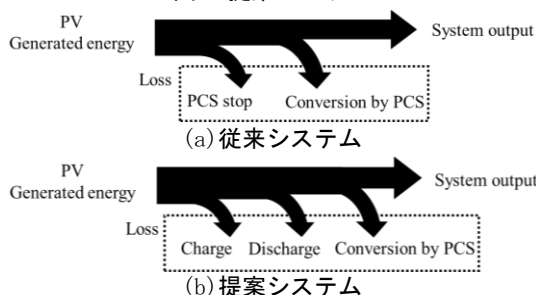 PV
Generated energy
System output
Loss
PCS stop
Conversion by PCS
(a)従来システム
PV
Generated energy
System output
Loss
Charge
Discharge
Conversion by PCS
(b)提案システム